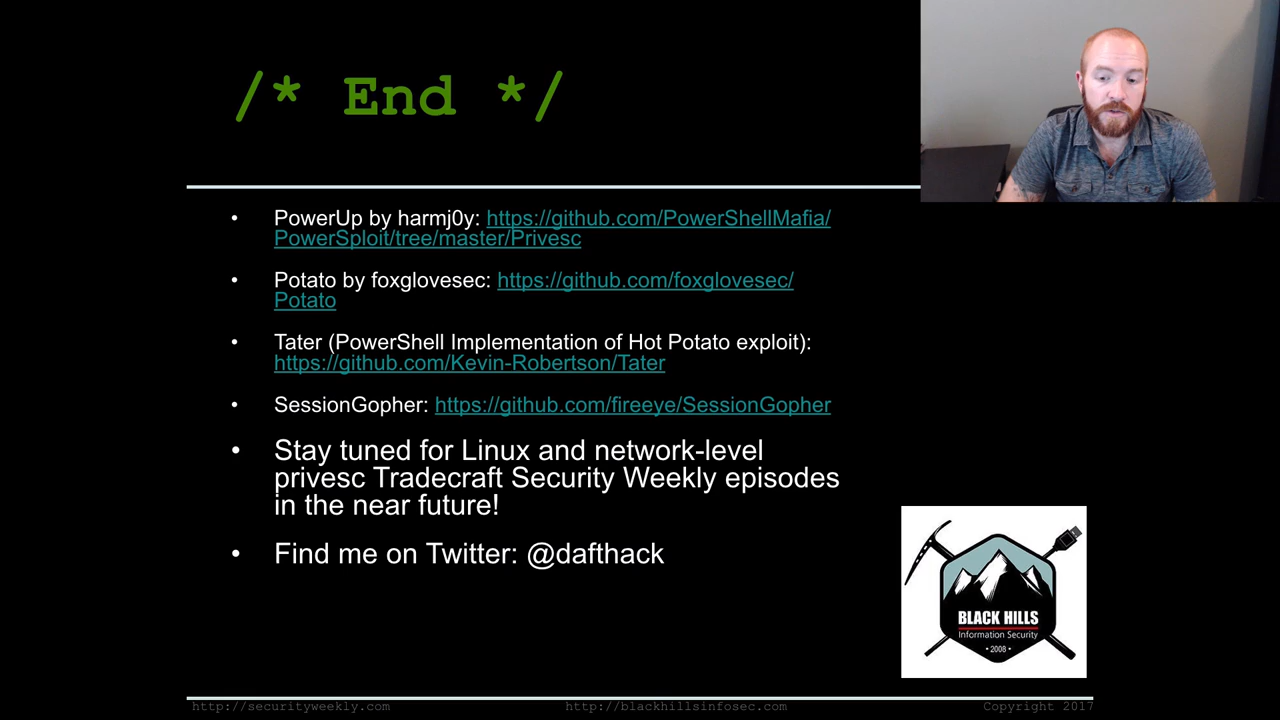 /* End */
• PowerUp by harmj0y: https://github.com/PowerShellMafia/
PowerSploit/tree/master/Privesc
• Potato by foxglovesec: https://github.com/foxglovesec/
Potato
• Tater (PowerShell Implementation of Hot Potato exploit):
https://github.com/Kevin-Robertson/Tater
• SessionGopher: https://github.com/fireeye/SessionGopher
• Stay tuned for Linux and network-level
privesc Tradecraft Security Weekly episodes
in the near future!
• Find me on Twitter: @dafthack
BLACK HILLS
Information Security
• 2008 •
http://securityweekly.com http://blackhillsinfosec.com Copyright 2017